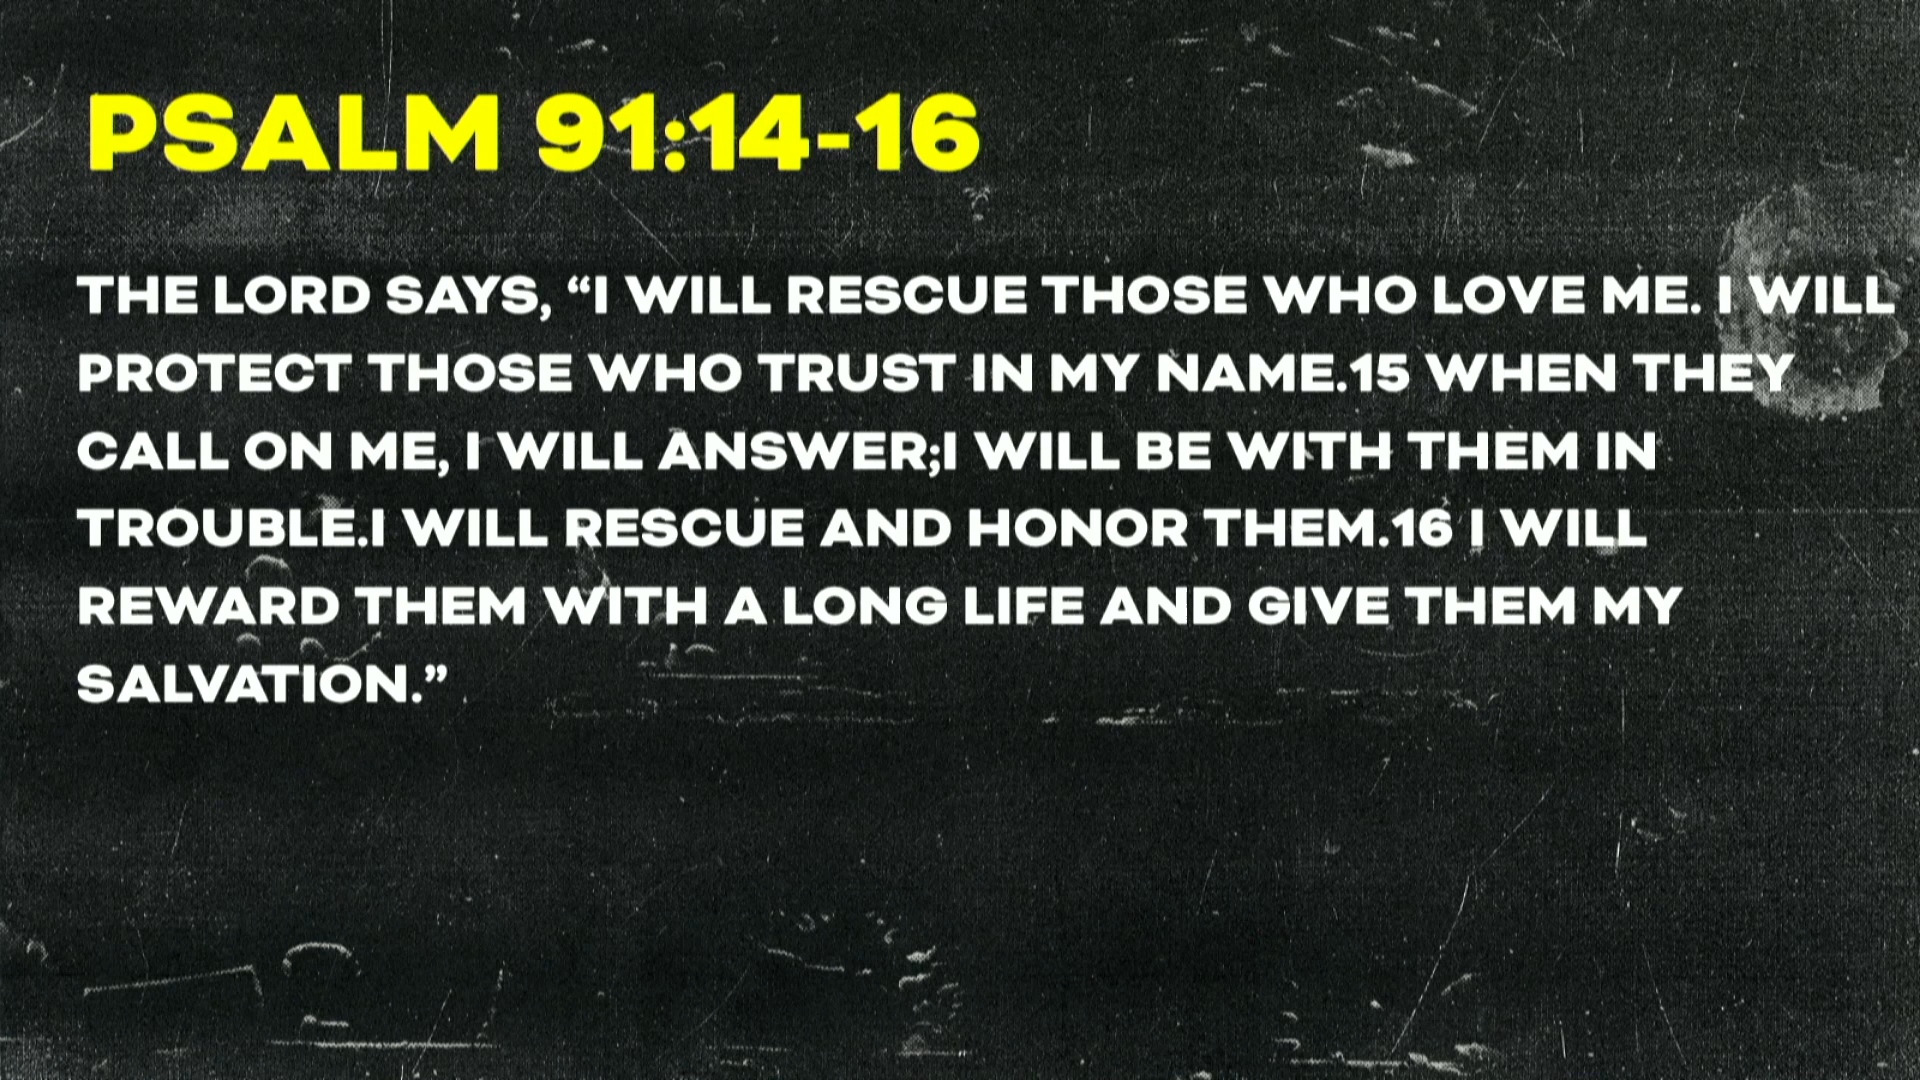 PSALM 91:14-16
THE LORD SAYS, “I WILL RESCUE THOSE WHO LOVE ME. I WILL
PROTECT THOSE WHO TRUST IN MY NAME.15 WHEN THEY
CALL ON ME, I WILL ANSWER;I WILL BE WITH THEM IN
TROUBLE.I WILL RESCUE AND HONOR THEM.16 I WILL
REWARD THEM WITH A LONG LIFE AND GIVE THEM MY
SALVATION.”